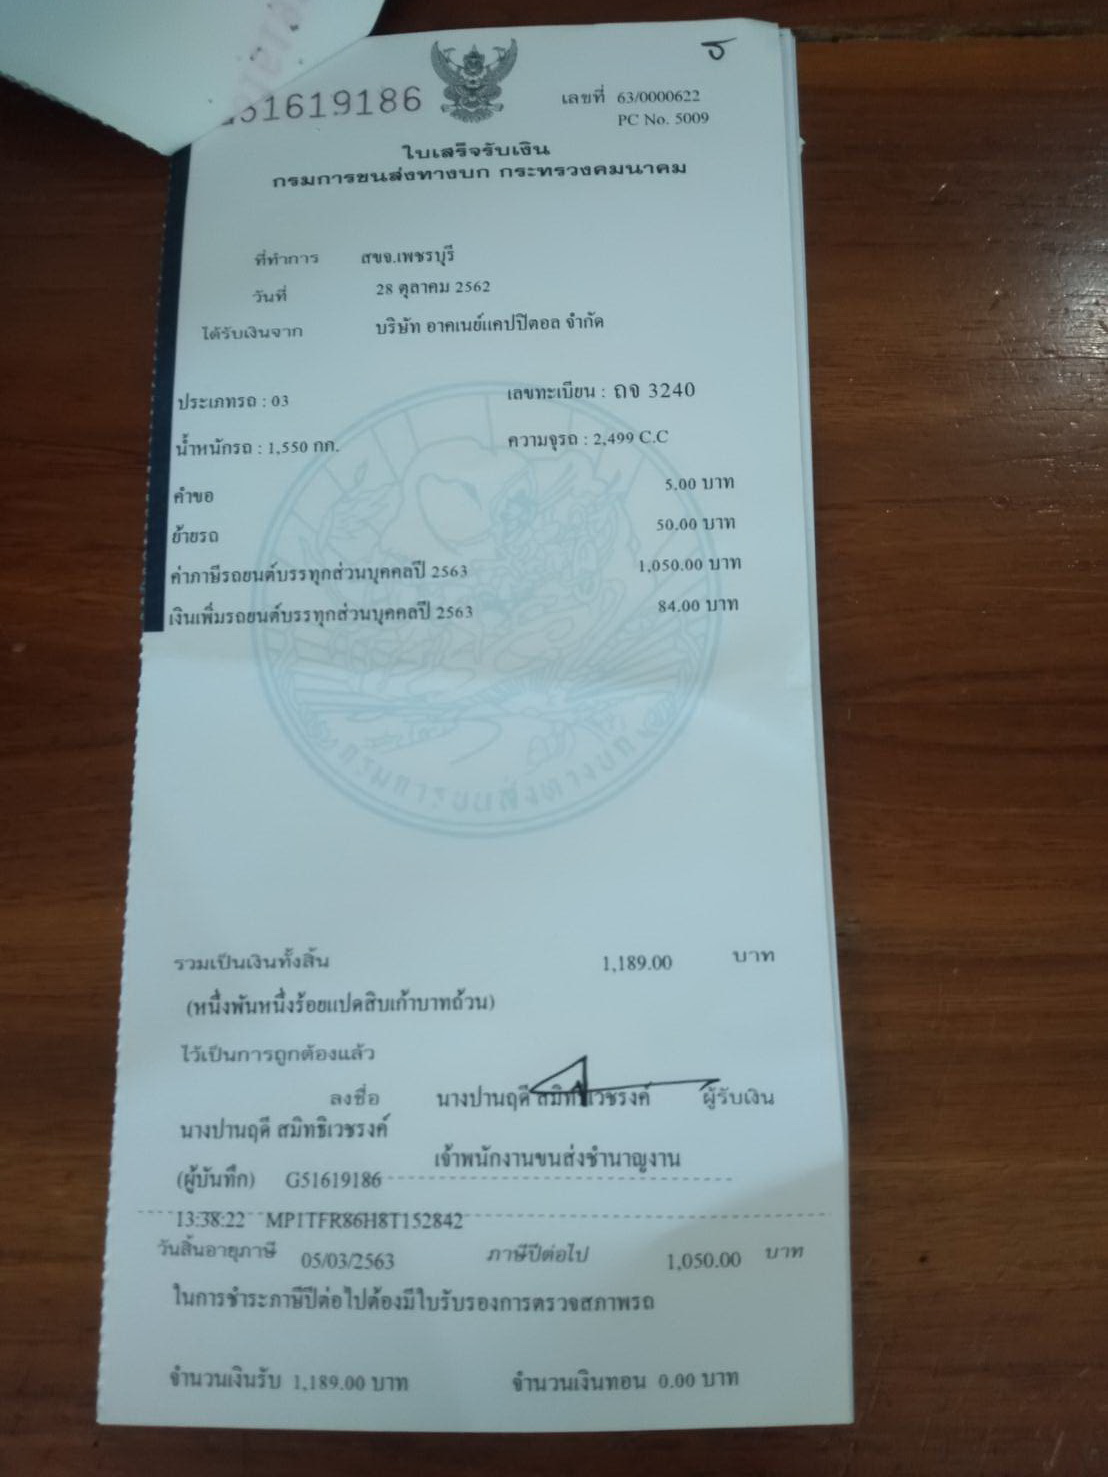 51619186
เลขที่ 63/0000622
PC No. 5009
ใบเสร็จรับเงิน
กรมการขนส่งทางบก กระทรวงคมนาคม
ที่ทำการ สขจ.เพชรบุรี
วันที่ 28 ตุลาคม 2562
ได้รับเงินจาก บริษัท อาคเนย์แคปปิตอล จำกัด
ประเภทรถ : 03 เลขทะเบียน : ถจ 3240
น้ำหนักรถ : 1,550 กก. ความจุรถ : 2,499 C.C
คำขอ 5.00 บาท
ย้ายรถ 50.00 บาท
ค่าภาษีรถยนต์บรรทุกส่วนบุคคลปี 2563 1,050.00 บาท
เงินเพิ่มรถยนต์บรรทุกส่วนบุคคลปี 2563 84.00 บาท
กรมการขนส่งทางบก
รวมเป็นเงินทั้งสิ้น 1,189.00 บาท
(หนึ่งพันหนึ่งร้อยแปดสิบเก้าบาทถ้วน)
ไว้เป็นการถูกต้องแล้ว
ลงชื่อ นางปานฤดี สมิทธิเวชรงค์ ผู้รับเงิน
นางปานฤดี สมิทธิเวชรงค์
เจ้าพนักงานขนส่งชำนาญงาน
(ผู้บันทึก) G51619186
13:38:22 MP1TFR86H8T152842
วันสิ้นอายุภาษี 05/03/2563 ภาษีปีต่อไป 1,050.00 บาท
ในการชำระภาษีปีต่อไปต้องมีใบรับรองการตรวจสภาพรถ
จำนวนเงินรับ 1,189.00 บาท จำนวนเงินทอน 0.00 บาท